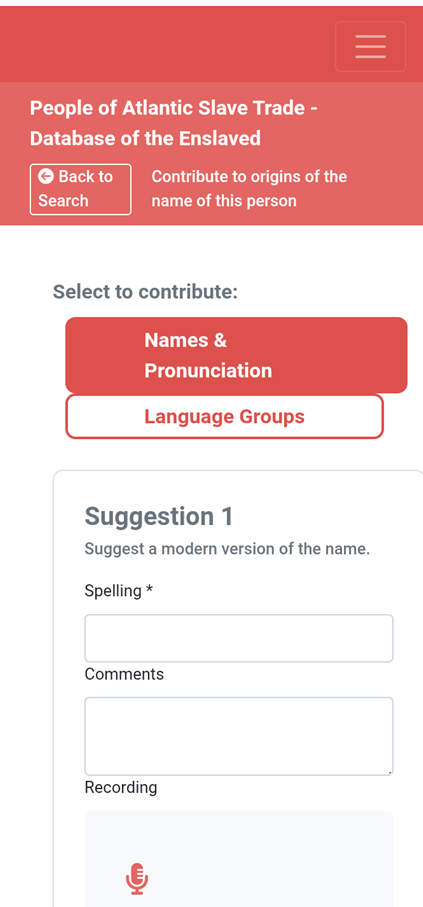 People of Atlantic Slave Trade -
Database of the Enslaved
Back to
Search
Contribute to origins of the
name of this person
Select to contribute:
Names &
Pronunciation
Language Groups
Suggestion 1
Suggest a modern version of the name.
Spelling *
Comments
Recording